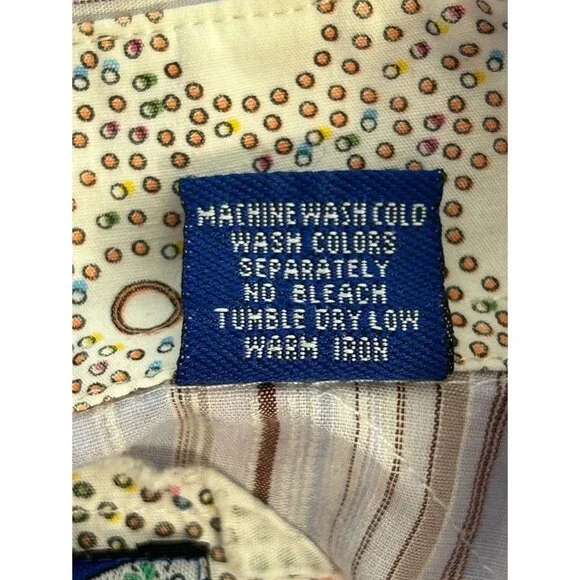 MACHINE WASH COLD
WASH COLORS
SEPARATELY
NO BLEACH
TUMBLE DRY LOW
WARM IRON